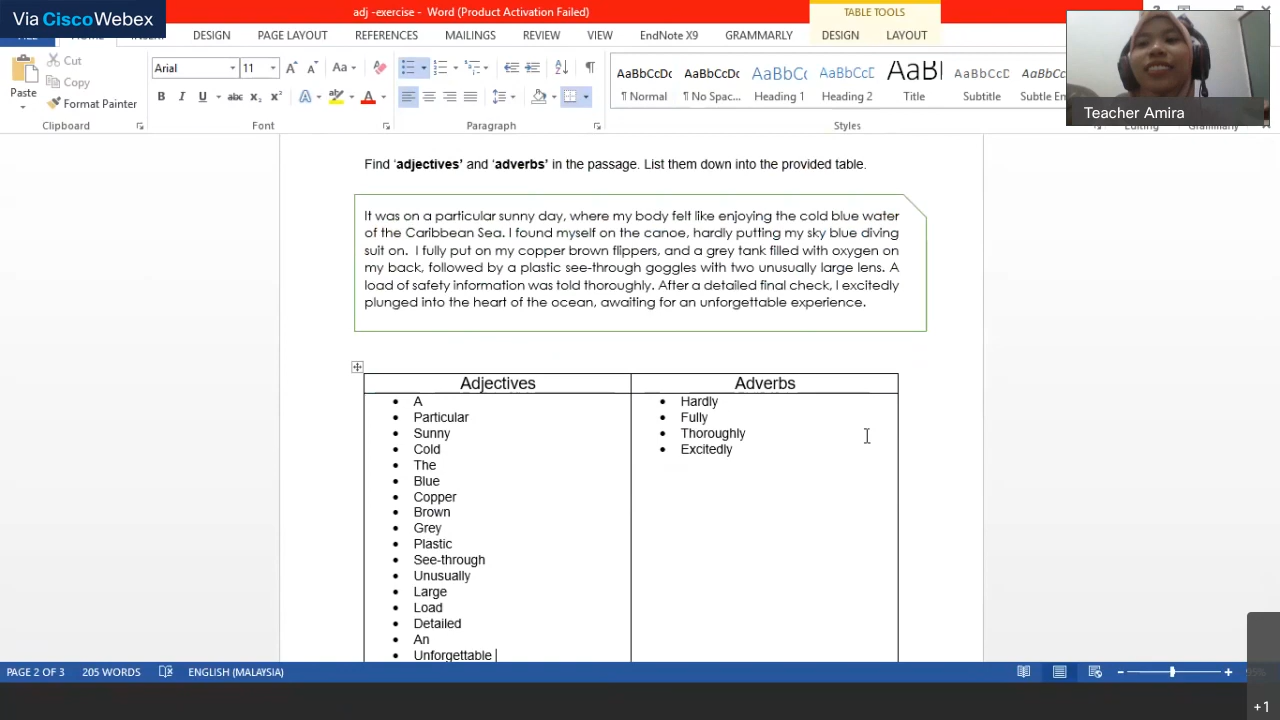 Via CiscoWebex
adj -exercise - Word (Product Activation Failed)
TABLE TOOLS
DESIGN PAGE LAYOUT REFERENCES MAILINGS REVIEW VIEW EndNote X9 GRAMMARLY DESIGN LAYOUT
Cut
Copy
Format Painter
Paste
Arial 11
AaBbCcDc AaBbCcDc AaBbCc AaBbCcC AaBl AaBbCcD
¶ Normal ¶ No Spac... Heading 1 Heading 2 Title Subtitle Subtle
Clipboard Font Paragraph Styles
Teacher Amira
Find ‘adjectives’ and ‘adverbs’ in the passage. List them down into the provided table.
It was on a particular sunny day, where my body felt like enjoying the cold blue water
of the Caribbean Sea. I found myself on the canoe, hardly putting my sky blue diving
suit on. I fully put on my copper brown flippers, and a grey tank filled with oxygen on
my back, followed by a plastic see-through goggles with two unusually large lens. A
load of safety information was told thoroughly. After a detailed final check, I excitedly
plunged into the heart of the ocean, awaiting for an unforgettable experience.
Adjectives
• A
• Particular
• Sunny
• Cold
• The
• Blue
• Copper
• Brown
• Grey
• Plastic
• See-through
• Unusually
• Large
• Load
• Detailed
• An
• Unforgettable
Adverbs
• Hardly
• Fully
• Thoroughly
• Excitedly
PAGE 2 OF 3 205 WORDS ENGLISH (MALAYSIA)
+1